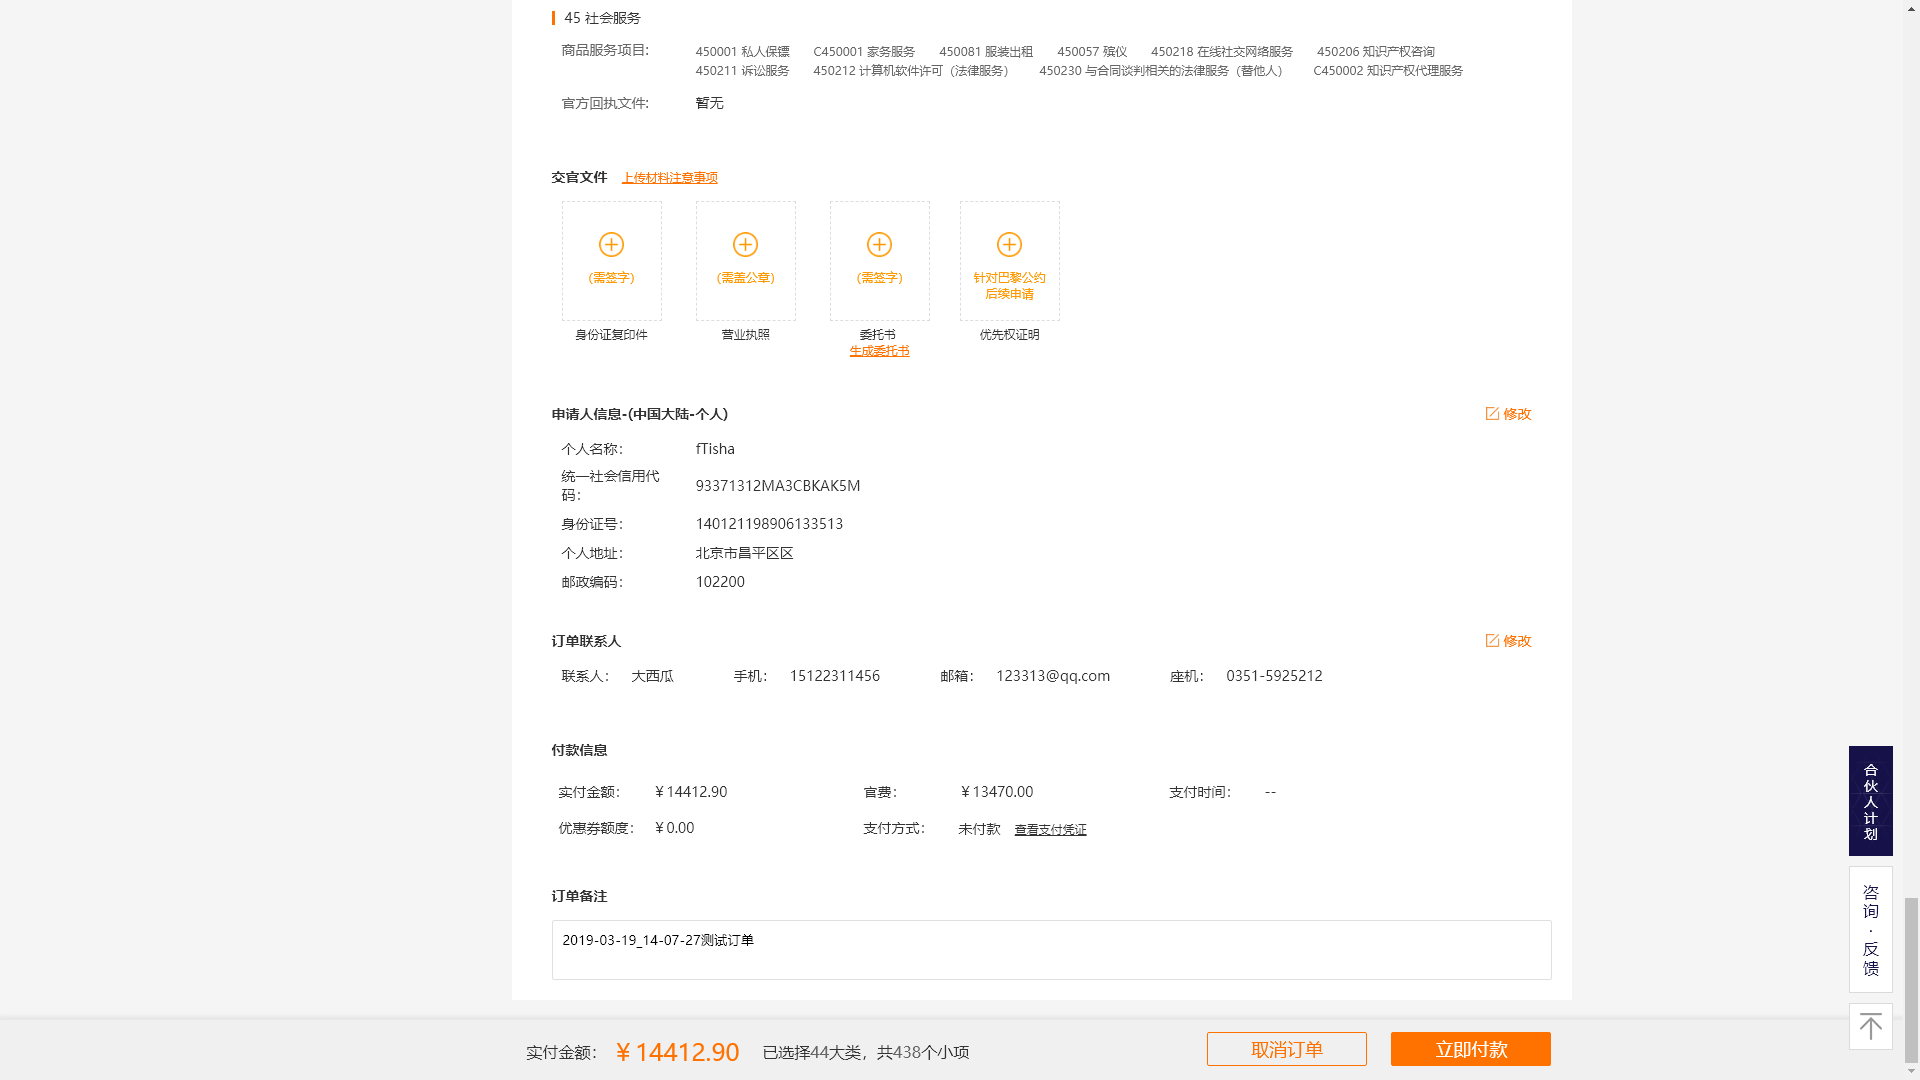 45 社会服务
商品服务项目: 450001 私人保镖 C450001 家务服务 450081 服装出租 450057 殡仪 450218 在线社交网络服务 450206 知识产权咨询
450211 诉讼服务 450212 计算机软件许可（法律服务） 450230 与合同谈判相关的法律服务（替他人） C450002 知识产权代理服务
官方回执文件: 暂无
交官文件 上传材料注意事项
(需签字) (需盖公章) (需签字) 针对巴黎公约
后续申请
身份证复印件 营业执照 委托书 优先权证明
生成委托书
申请人信息-(中国大陆-个人) 修改
个人名称: fTisha
统一社会信用代
码: 93371312MA3CBKAK5M
身份证号: 140121198906133513
个人地址: 北京市昌平区区
邮政编码: 102200
订单联系人 修改
联系人: 大西瓜 手机: 15122311456 邮箱: 123313@qq.com 座机: 0351-5925212
付款信息
实付金额: ￥14412.90 官费: ￥13470.00 支付时间: --
优惠券额度: ￥0.00 支付方式: 未付款 查看支付凭证
订单备注
2019-03-19_14-07-27测试订单
合伙人计划
咨询·反馈
实付金额: ￥14412.90 已选择44大类，共438个小项 取消订单 立即付款